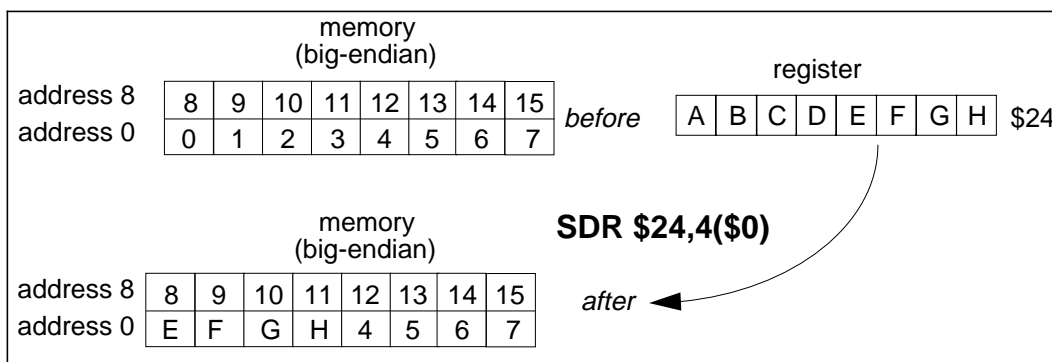 memory
(big-endian)
register
address 8 8 9 10 11 12 13 14 15
address 0 0 1 2 3 4 5 6 7
before
A B C D E F G H $24
memory
(big-endian)
SDR $24,4($0)
address 8 8 9 10 11 12 13 14 15
address 0 E F G H 4 5 6 7
after